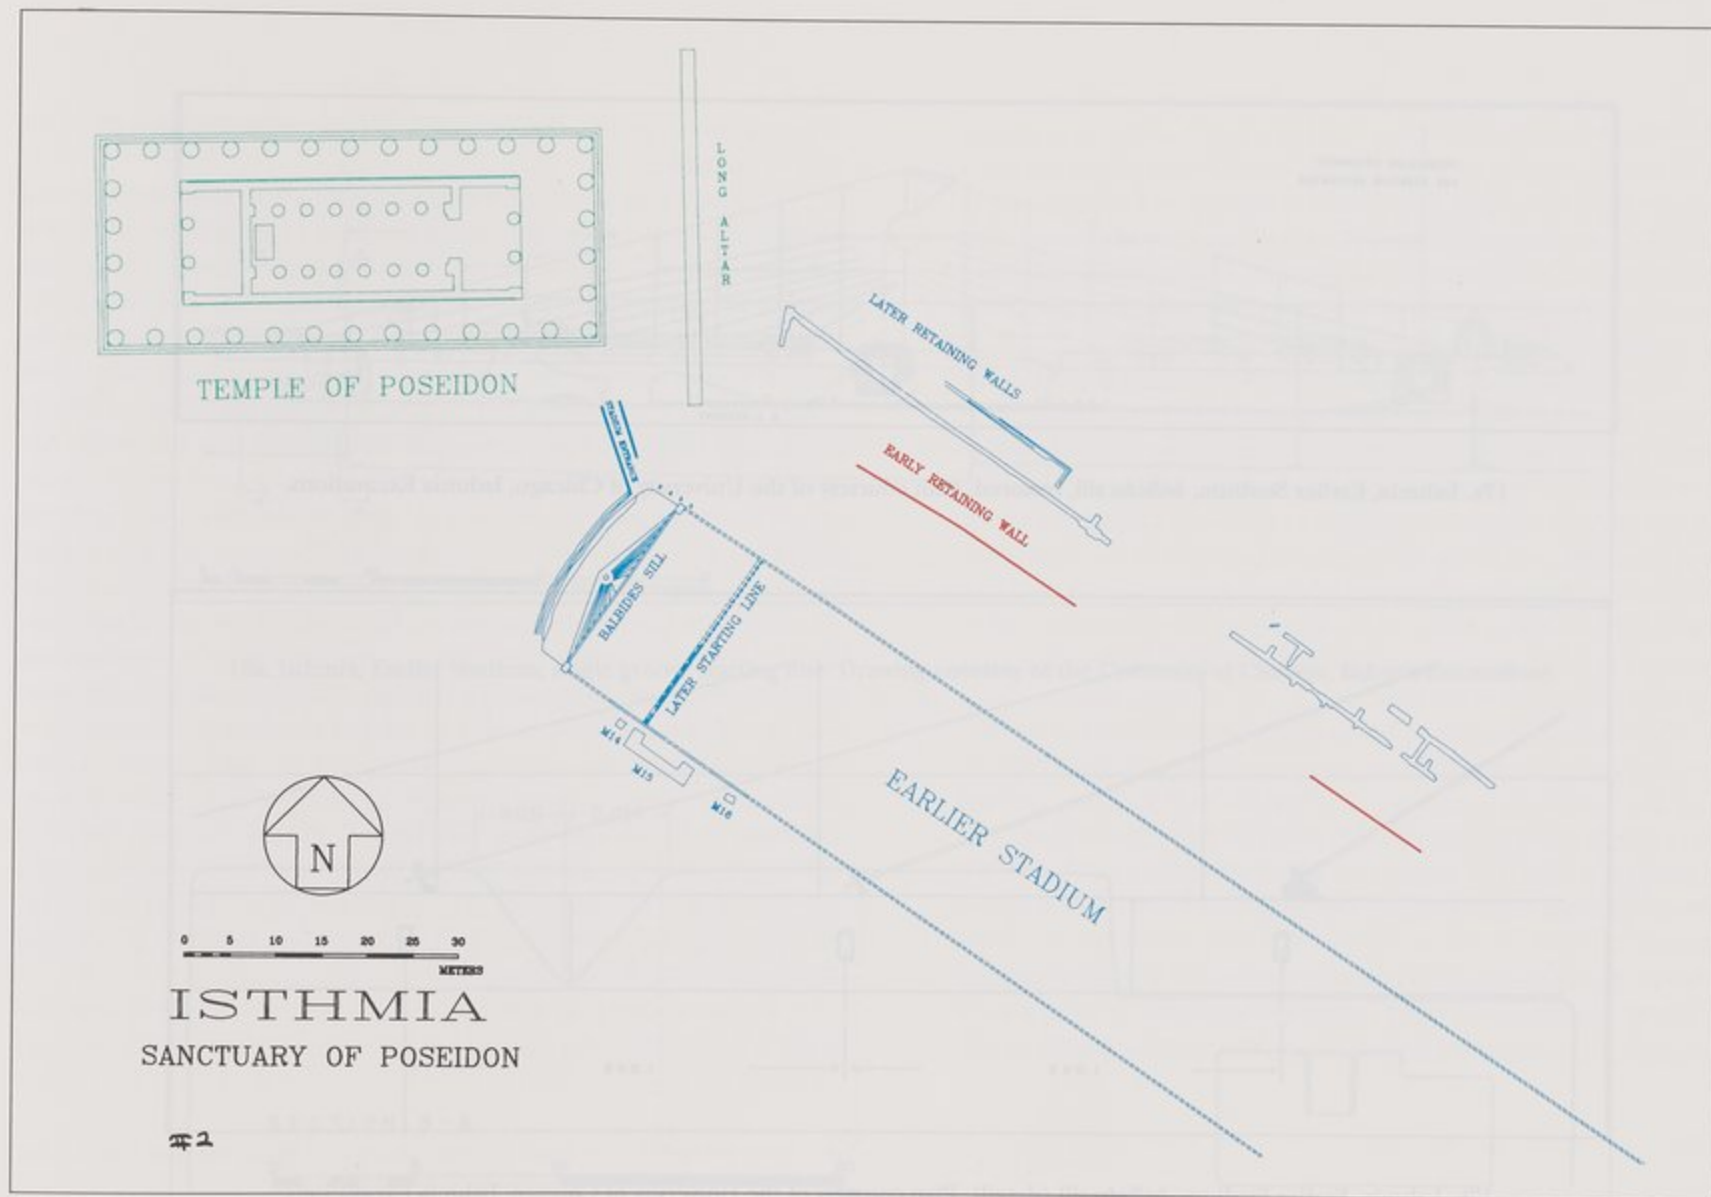 LONG ALTAR
TEMPLE OF POSEIDON
LATER RETAINING WALLS
EARLY RETAINING WALL
BALBIDES SILL
LATER STARTING LINE
M14
M15
M16
EARLIER STADIUM
N
0 5 10 15 20 25 30
METERS
ISTHMIA
SANCTUARY OF POSEIDON
#2